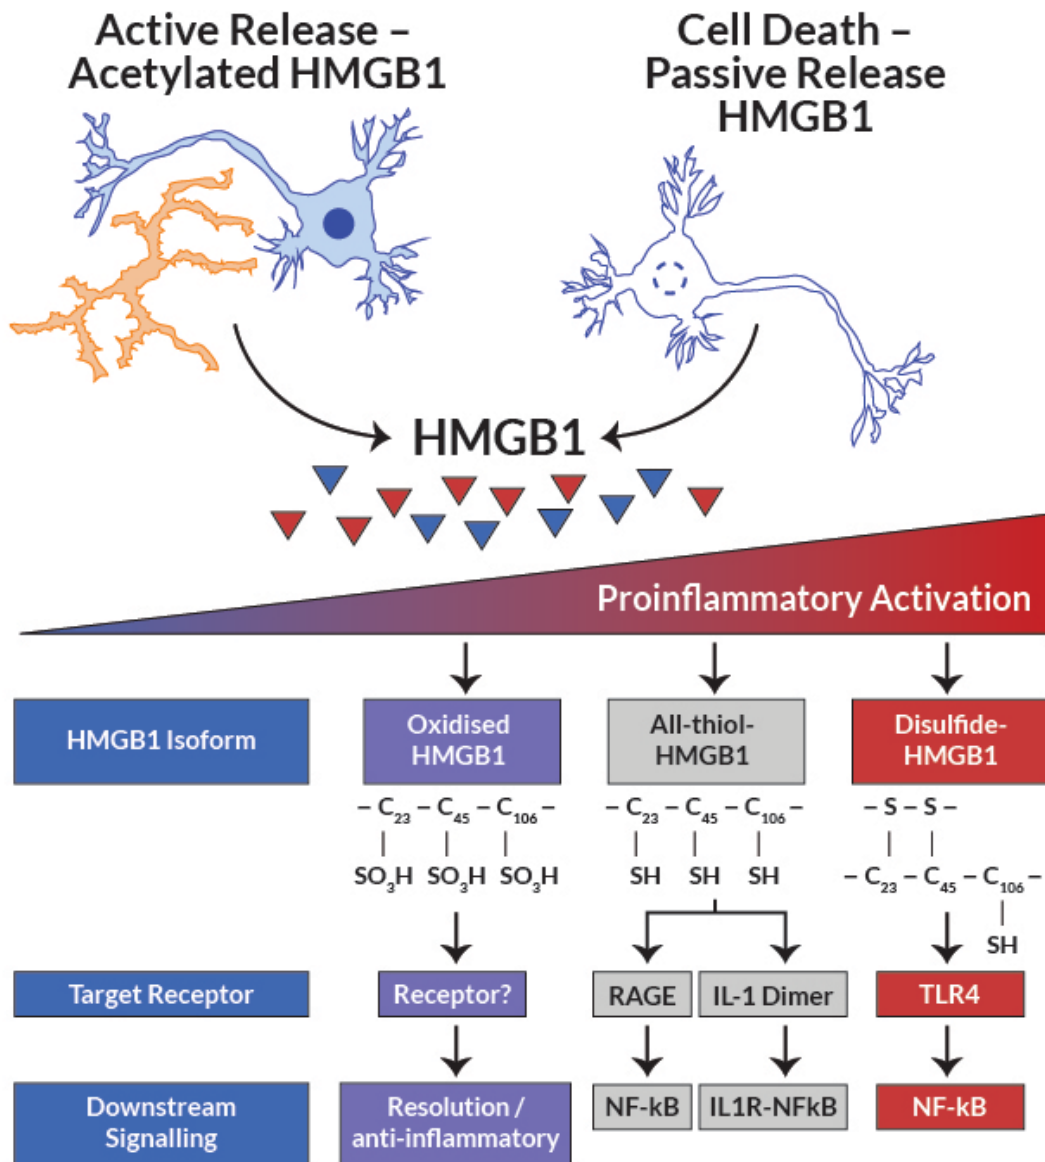 Active Release –
Acetylated HMGB1
Cell Death –
Passive Release
HMGB1
HMGB1
Proinflammatory Activation
HMGB1 Isoform
Oxidised
HMGB1
All-thiol-
HMGB1
Disulfide-
HMGB1
– C₂₃ – C₄₅ – C₁₀₆ –
SO₃H SO₃H SO₃H
– C₂₃ – C₄₅ – C₁₀₆ –
SH SH SH
– S – S –
– C₂₃ – C₄₅ – C₁₀₆ –
SH
Target Receptor
Receptor?
RAGE
IL-1 Dimer
TLR4
Downstream
Signalling
Resolution /
anti-inflammatory
NF-kB
IL1R-NFkB
NF-kB